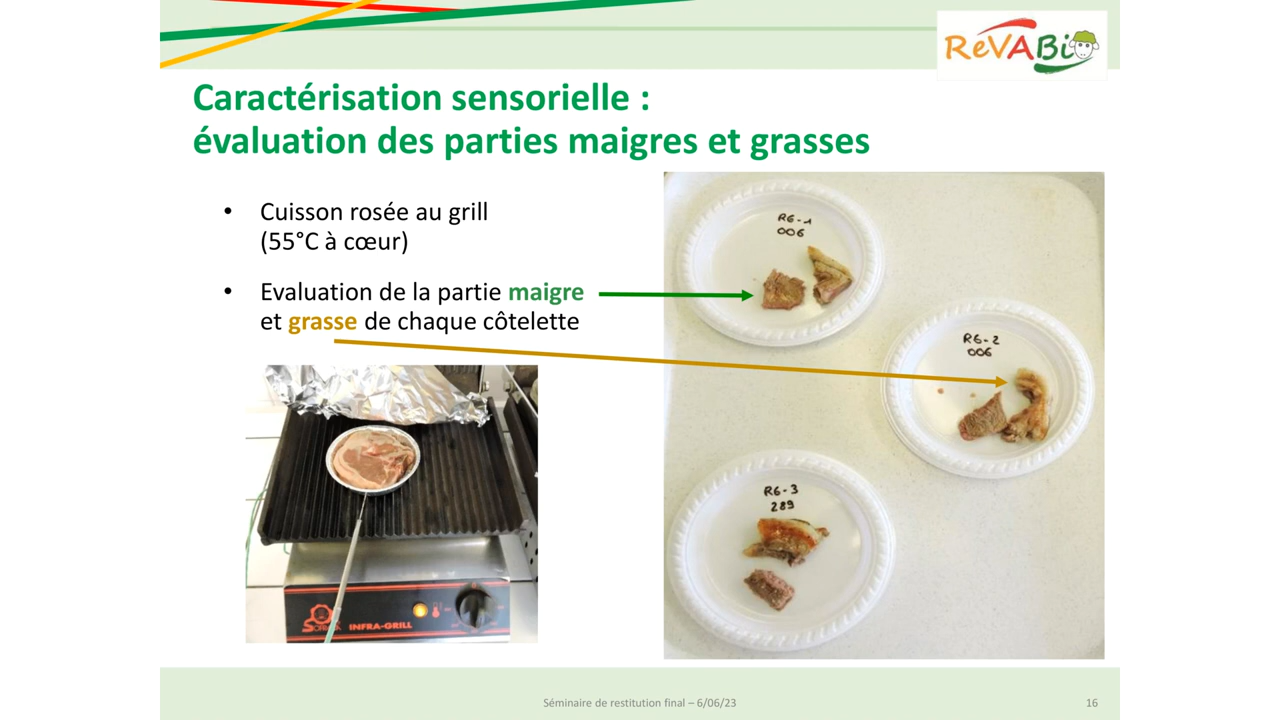 ReVABio
Caractérisation sensorielle :
évaluation des parties maigres et grasses
• Cuisson rosée au grill
(55°C à cœur)
• Evaluation de la partie maigre
et grasse de chaque côtelette
R6-1
006
R6-2
006
R6-3
289
INFRA-GRILL
Séminaire de restitution final – 6/06/23
16